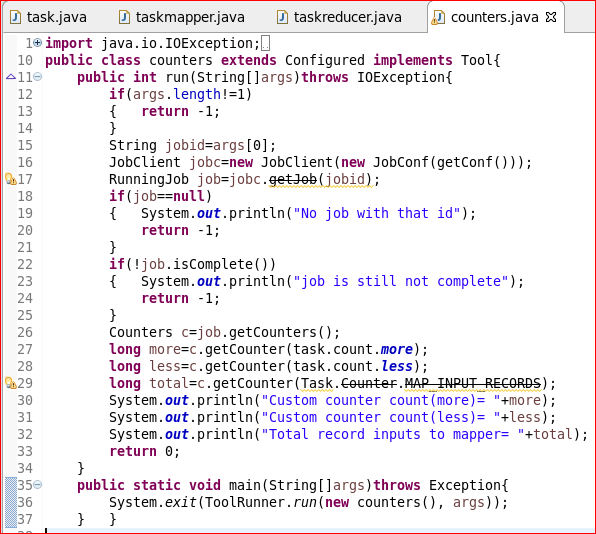 task.java taskmapper.java taskreducer.java counters.java
1 import java.io.IOException;
10 public class counters extends Configured implements Tool{
11 public int run(String[]args)throws IOException{
12 if(args.length!=1)
13 { return -1;
14 }
15 String jobid=args[0];
16 JobClient jobc=new JobClient(new JobConf(getConf()));
17 RunningJob job=jobc.getJob(jobid);
18 if(job==null)
19 { System.out.println("No job with that id");
20 return -1;
21 }
22 if(!job.isComplete())
23 { System.out.println("job is still not complete");
24 return -1;
25 }
26 Counters c=job.getCounters();
27 long more=c.getCounter(task.count.more);
28 long less=c.getCounter(task.count.less);
29 long total=c.getCounter(Task.Counter.MAP_INPUT_RECORDS);
30 System.out.println("Custom counter count(more)= "+more);
31 System.out.println("Custom counter count(less)= "+less);
32 System.out.println("Total record inputs to mapper= "+total);
33 return 0;
34 }
35 public static void main(String[]args)throws Exception{
36 System.exit(ToolRunner.run(new counters(), args));
37 } }